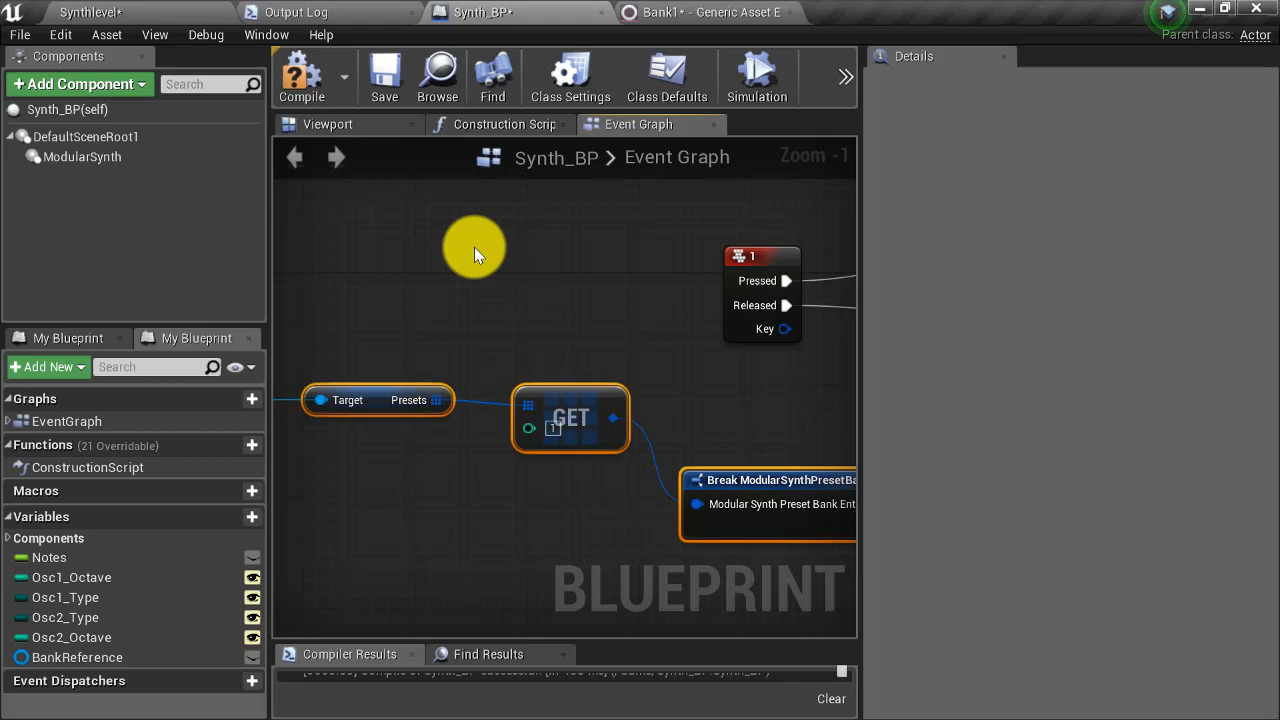 Synthlevel*
Output Log
Synth_BP*
Bank1* - Generic Asset E
File
Edit
Asset
View
Debug
Window
Help
Parent class: Actor
Components
Details
+ Add Component
Search
Compile
Save
Browse
Find
Class Settings
Class Defaults
Simulation
Synth_BP(self)
DefaultSceneRoot1
ModularSynth
Viewport
Construction Scrip
Event Graph
Synth_BP > Event Graph
Zoom -1
1
Pressed
Released
Key
My Blueprint
My Blueprint
+ Add New
Search
Graphs
EventGraph
Functions (21 Overridable)
ConstructionScript
Macros
Variables
Components
Notes
Osc1_Octave
Osc1_Type
Osc2_Type
Osc2_Octave
BankReference
Event Dispatchers
Target
Presets
GET
1
Break ModularSynthPresetBa
Modular Synth Preset Bank Ent
BLUEPRINT
Compiler Results
Find Results
Clear